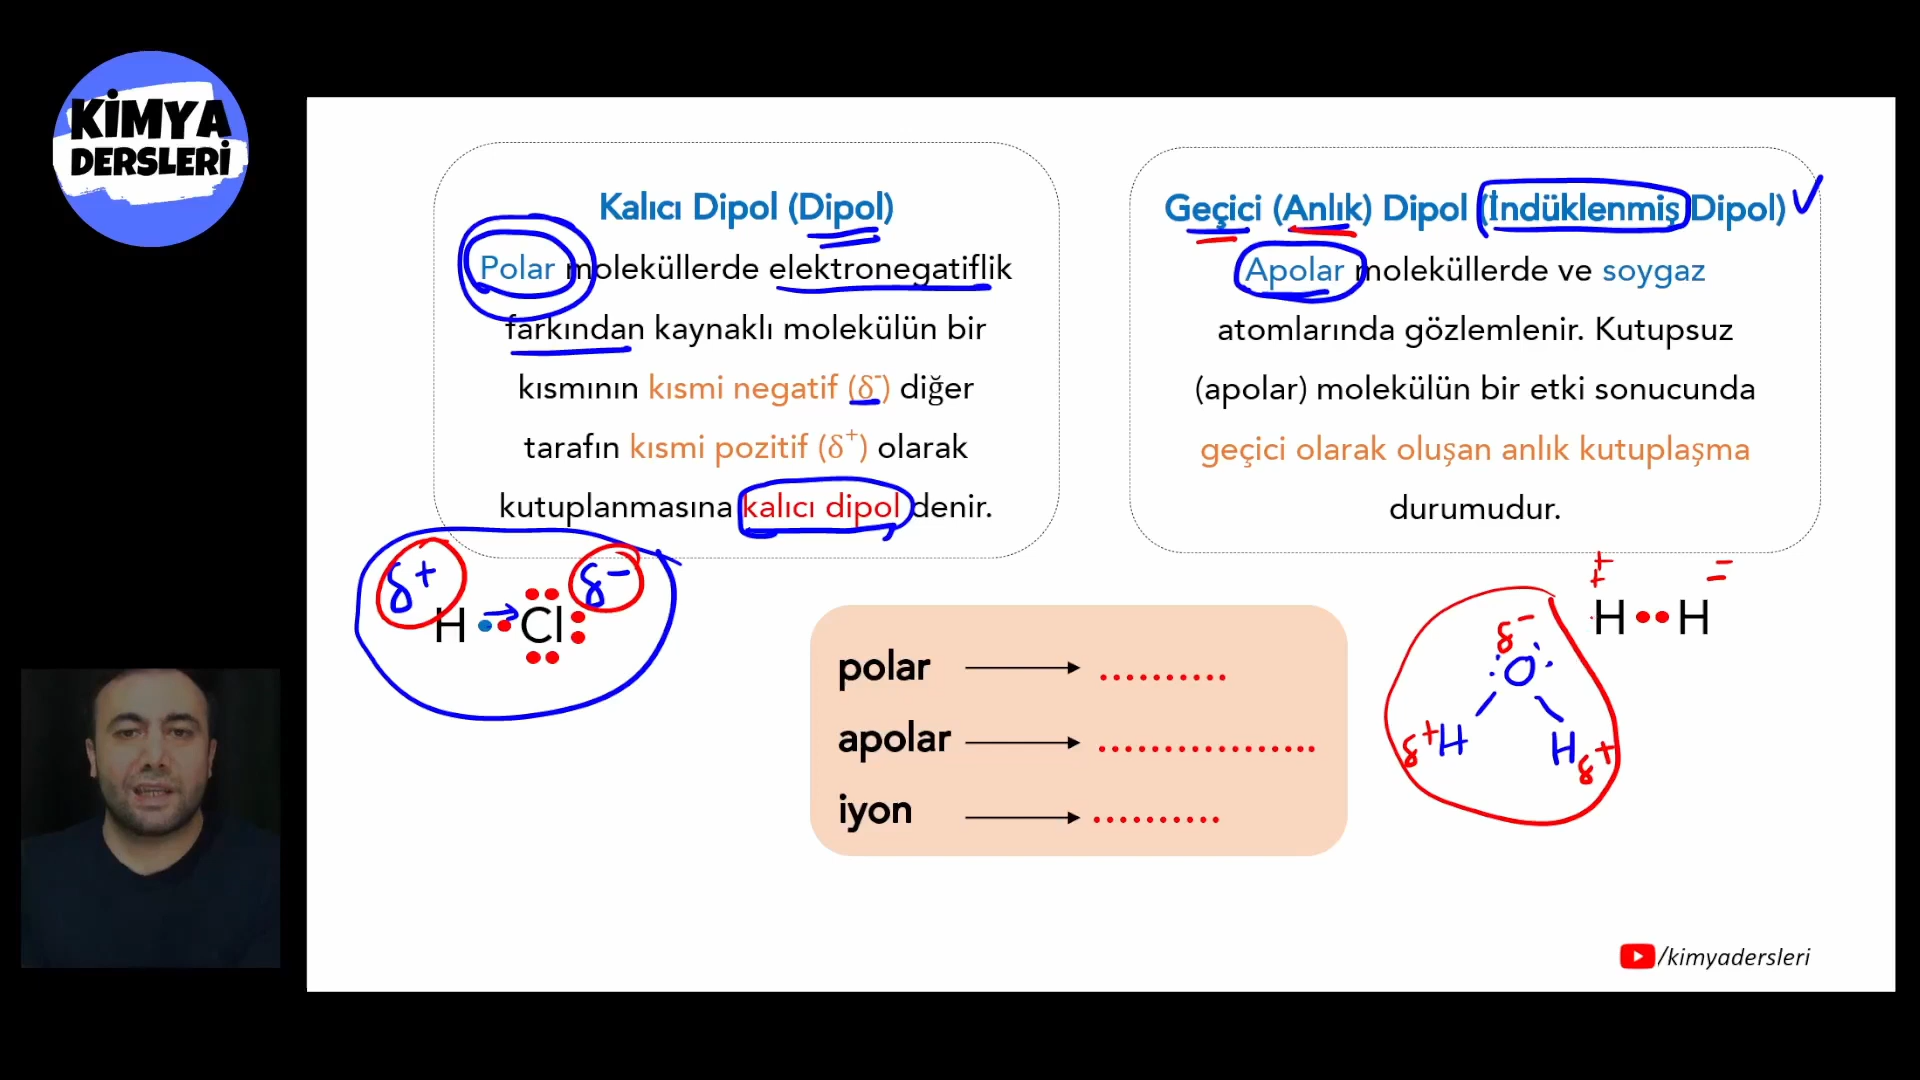 KİMYA
DERSLERİ
Kalıcı Dipol (Dipol)
Polar moleküllerde elektronegatiflik
farkından kaynaklı molekülün bir
kısmının kısmi negatif (δ⁻) diğer
tarafın kısmi pozitif (δ⁺) olarak
kutuplanmasına kalıcı dipol denir.
Geçici (Anlık) Dipol (İndüklenmiş Dipol)
Apolar moleküllerde ve soygaz
atomlarında gözlemlenir. Kutupsuz
(apolar) molekülün bir etki sonucunda
geçici olarak oluşan anlık kutuplaşma
durumudur.
δ+ δ−
H Cl
polar ..........
apolar .................
iyon ..........
+ + − −
H H
δ−
O
δ+ H H δ+
/kimyadersleri